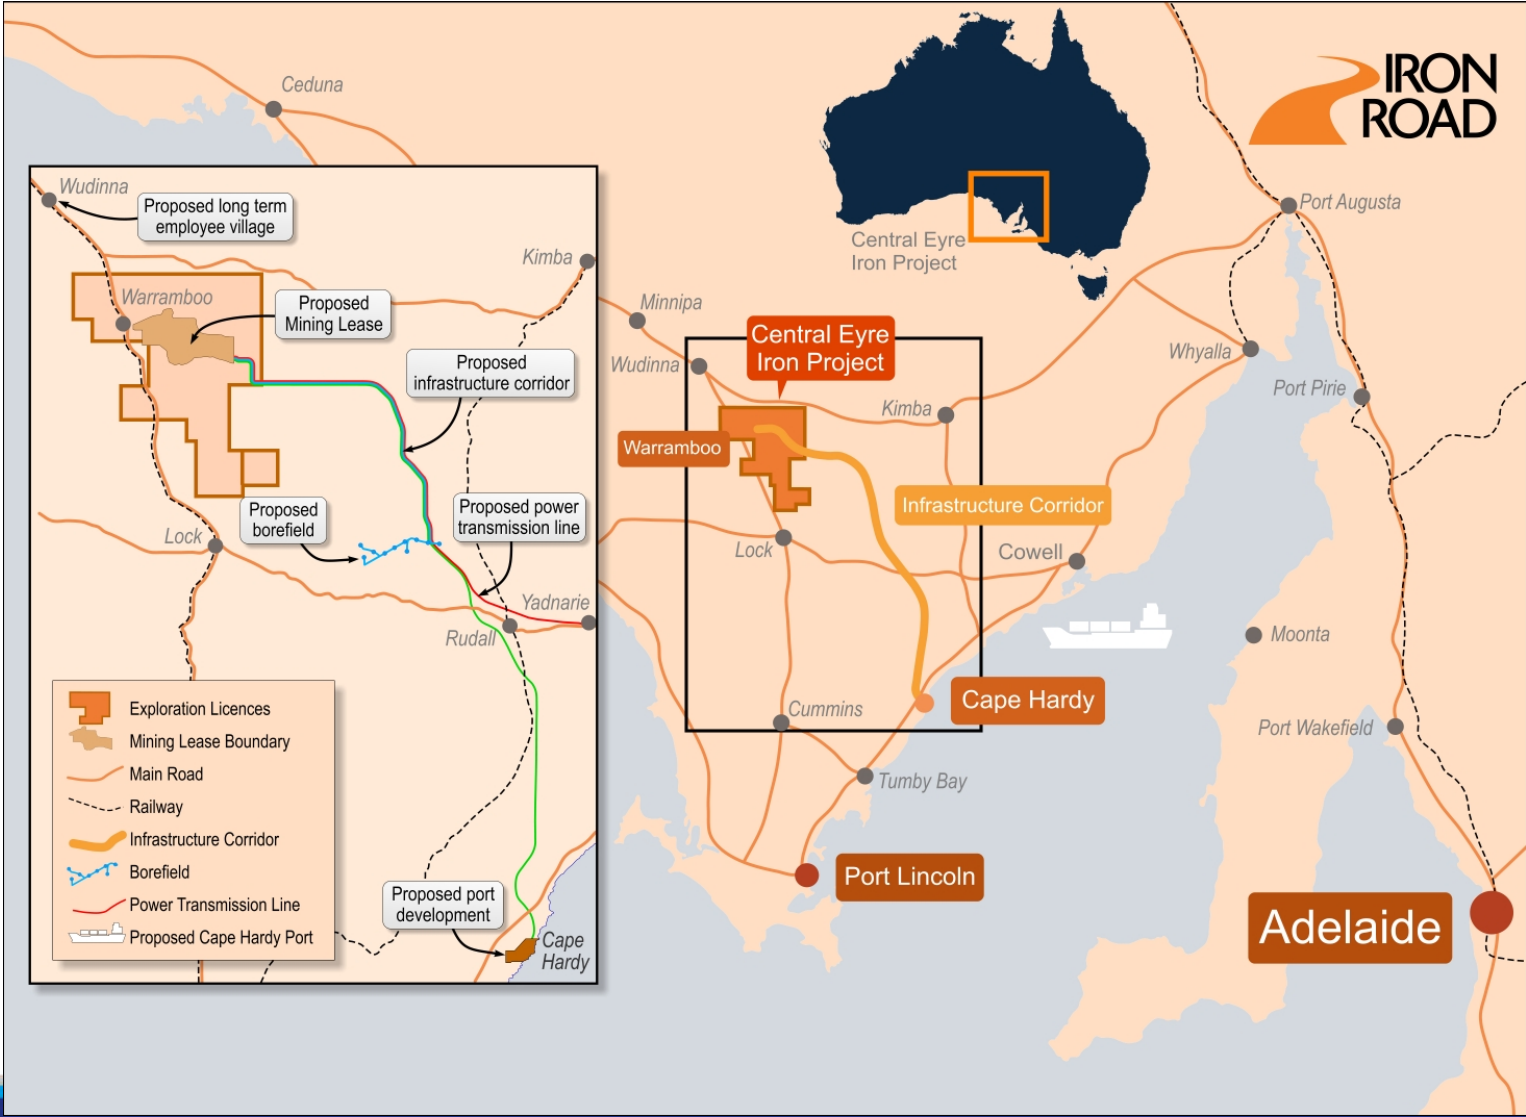 Ceduna
IRON
ROAD
Port Augusta
Central Eyre
Iron Project
Wudinna
Proposed long term
employee village
Kimba
Warramboo
Proposed
Mining Lease
Proposed
infrastructure corridor
Proposed
borefield
Proposed power
transmission line
Lock
Yadnarie
Rudall
Exploration Licences
Mining Lease Boundary
Main Road
Railway
Infrastructure Corridor
Borefield
Power Transmission Line
Proposed Cape Hardy Port
Proposed port
development
Cape
Hardy
Minnipa
Wudinna
Central Eyre
Iron Project
Kimba
Whyalla
Port Pirie
Warramboo
Infrastructure Corridor
Lock
Cowell
Moonta
Cape Hardy
Cummins
Port Wakefield
Tumby Bay
Port Lincoln
Adelaide